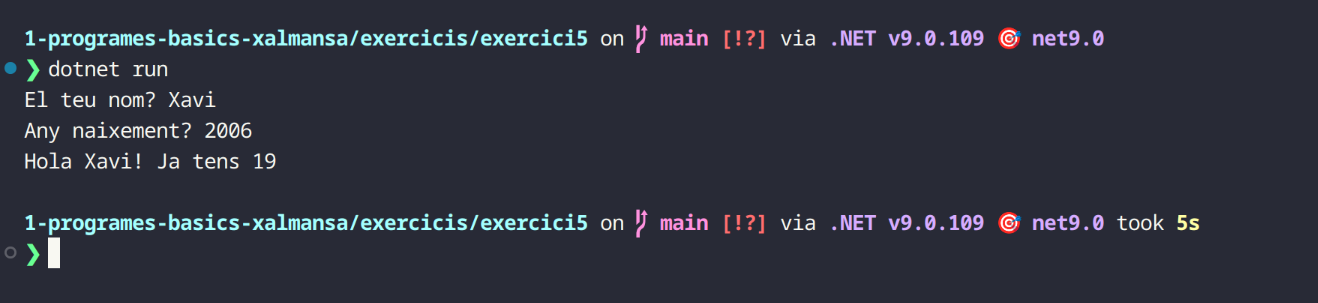 1-programes-basics-xalmansa/exercicis/exercici5 on main [!?] via .NET v9.0.109 🎯 net9.0
❯ dotnet run
El teu nom? Xavi
Any naixement? 2006
Hola Xavi! Ja tens 19
1-programes-basics-xalmansa/exercicis/exercici5 on main [!?] via .NET v9.0.109 🎯 net9.0 took 5s
❯